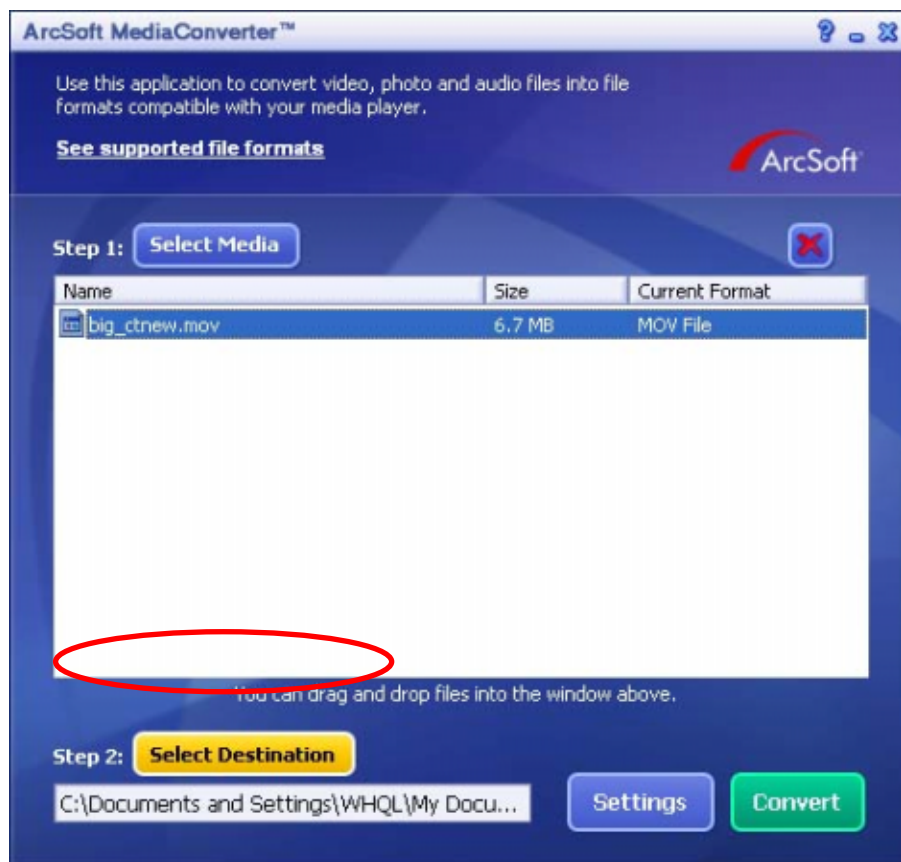 ArcSoft MediaConverter™
Use this application to convert video, photo and audio files into file
formats compatible with your media player.
See supported file formats
ArcSoft
Step 1: Select Media
Name Size Current Format
big_ctnew.mov 6.7 MB MOV File
You can drag and drop files into the window above.
Step 2: Select Destination
C:\Documents and Settings\WHQL\My Docu...
Settings Convert